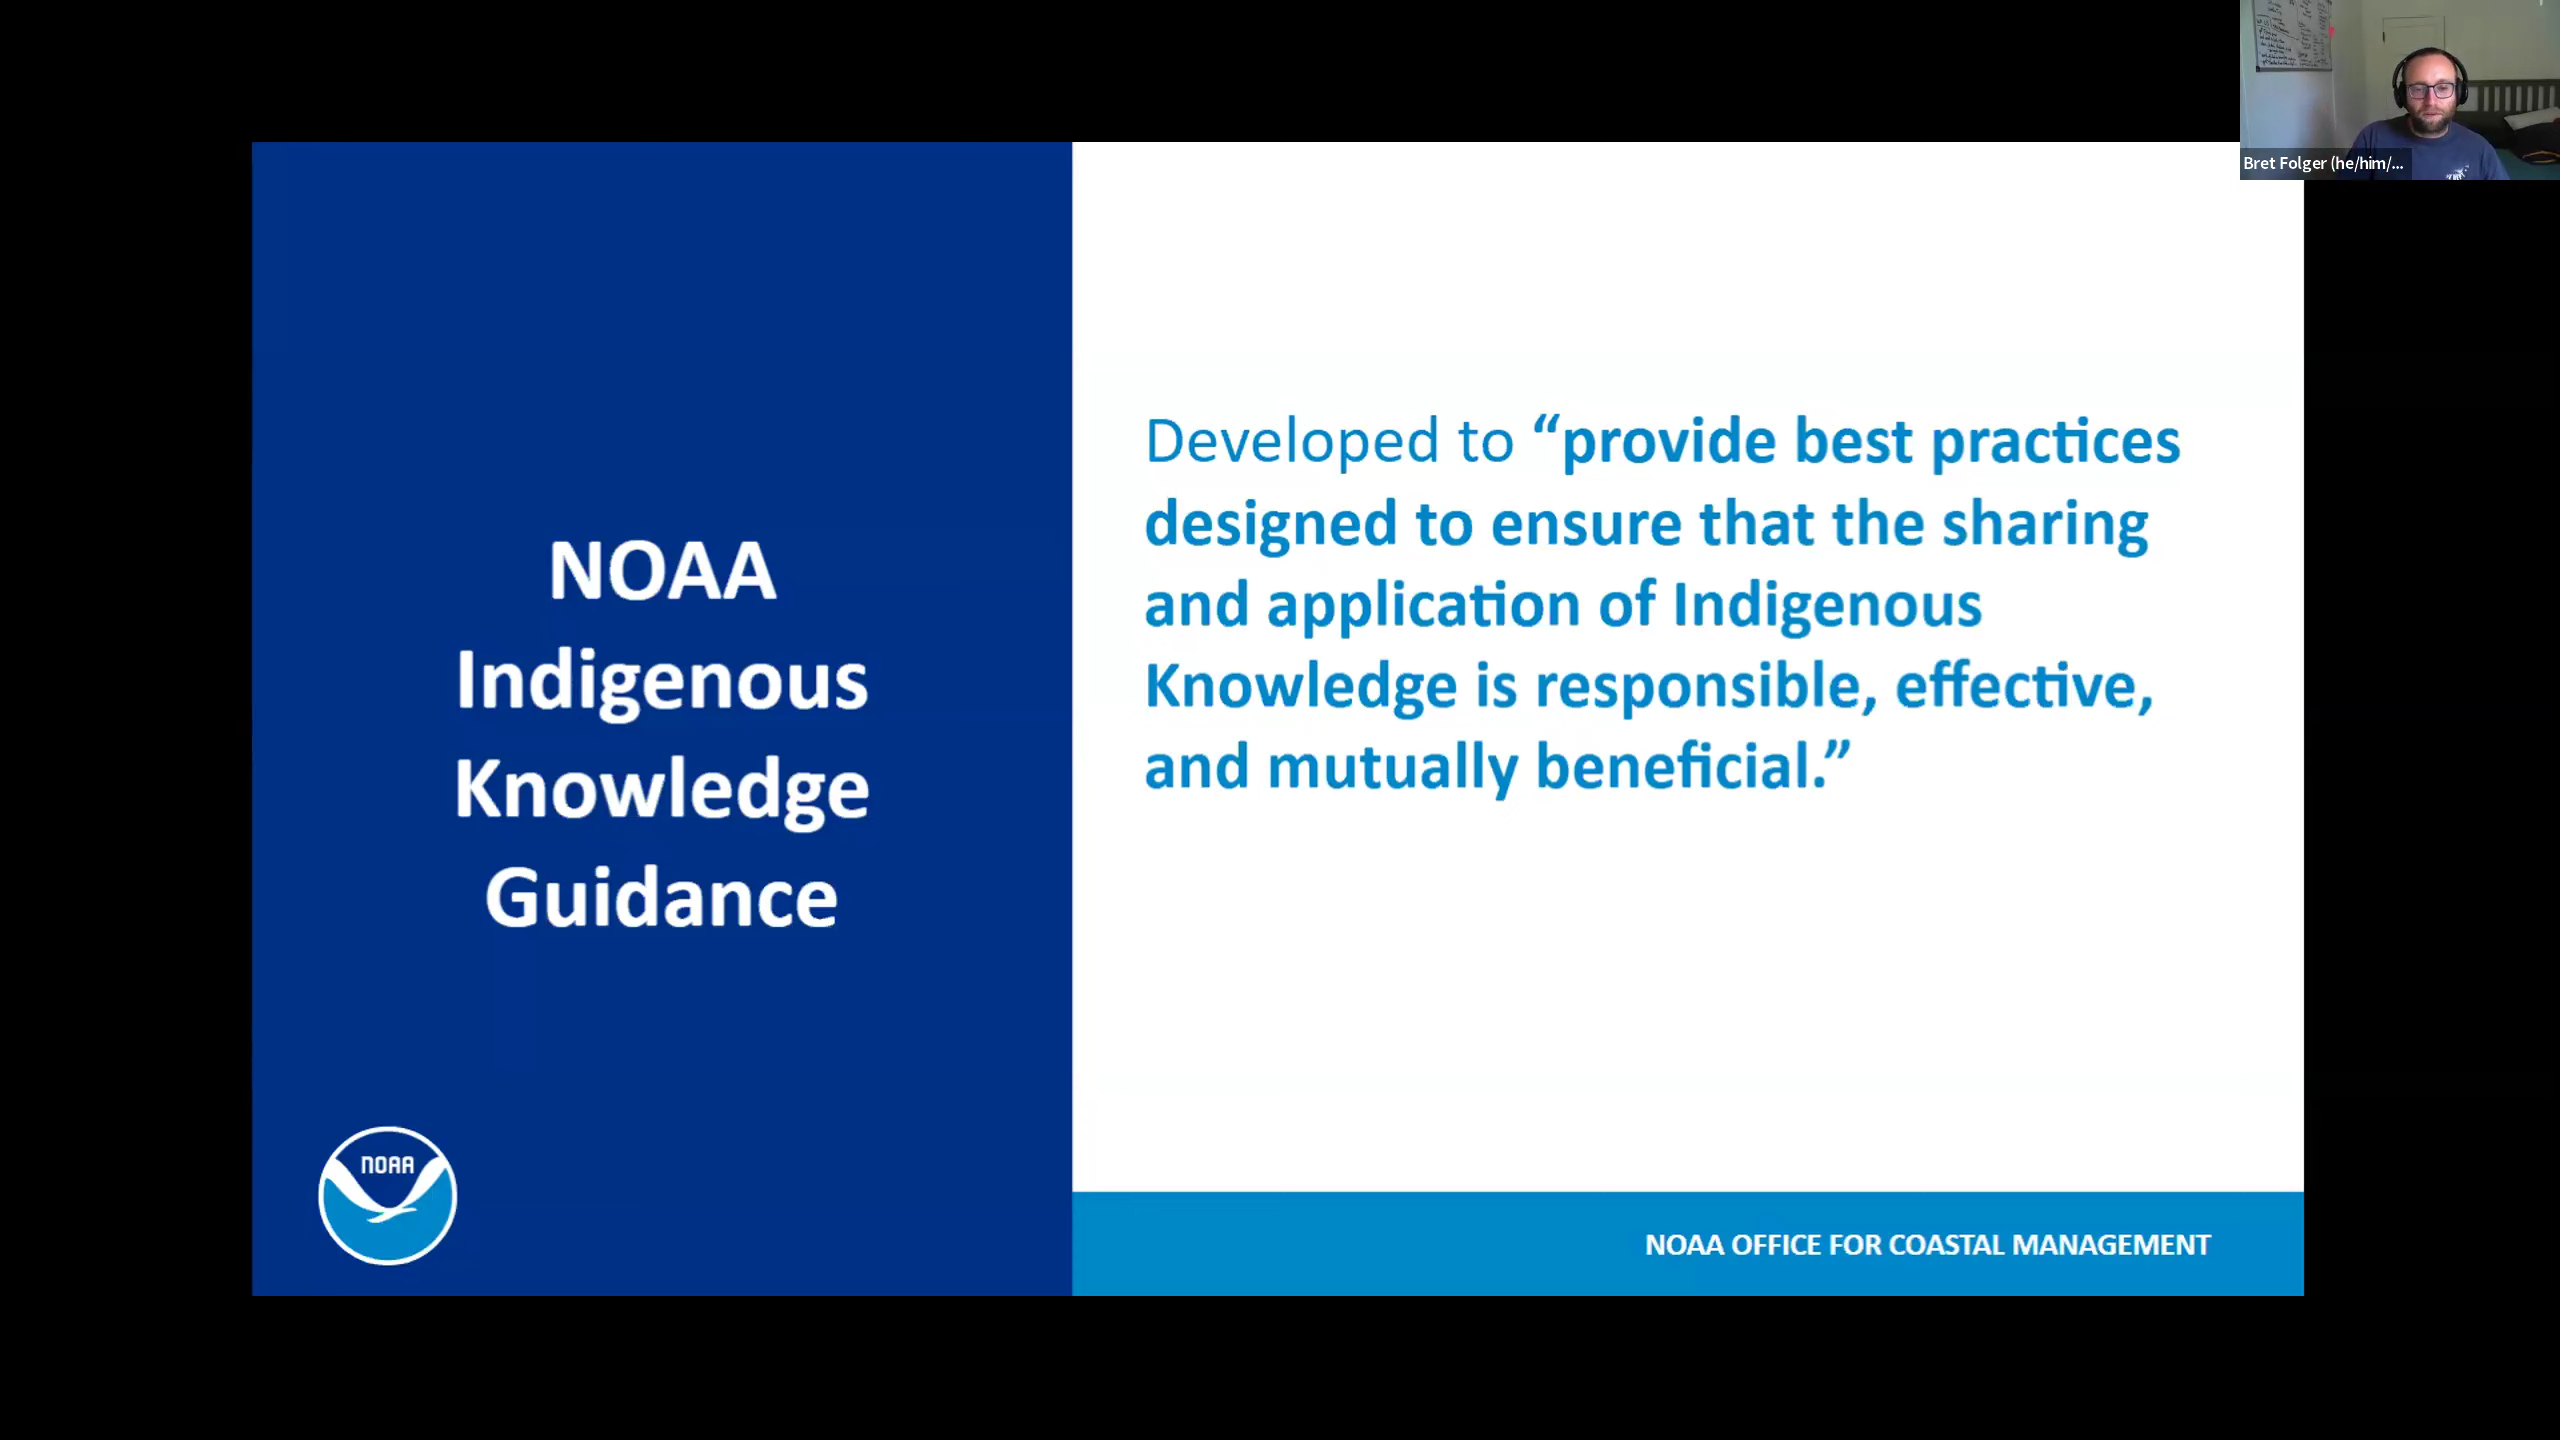 Bret Folger (he/him/...
NOAA
Indigenous
Knowledge
Guidance
Developed to “provide best practices
designed to ensure that the sharing
and application of Indigenous
Knowledge is responsible, effective,
and mutually beneficial.”
NOAA
NOAA OFFICE FOR COASTAL MANAGEMENT